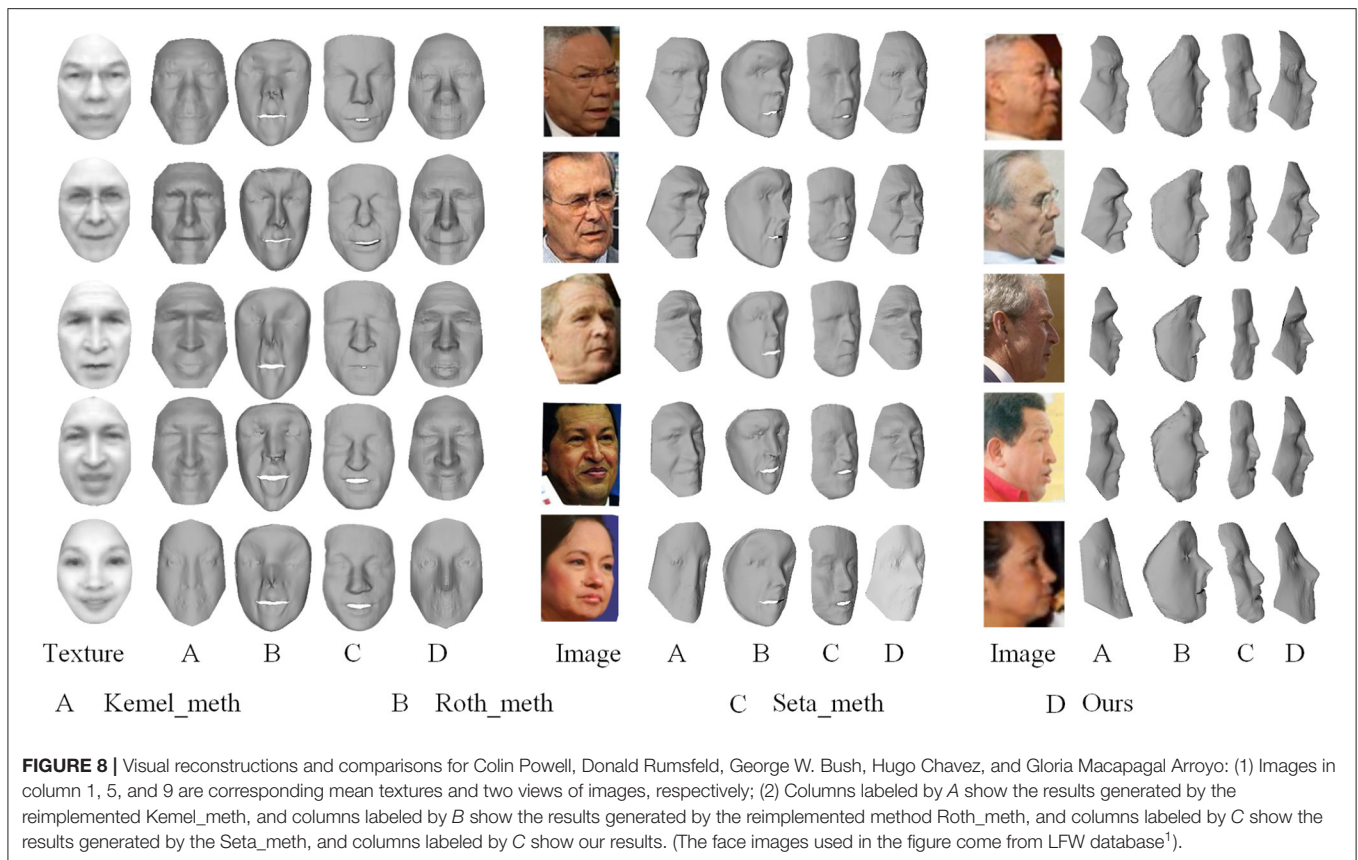 Texture A B C D Image A B C D Image A B C D
A Kemel_meth B Roth_meth C Seta_meth D Ours
FIGURE 8 | Visual reconstructions and comparisons for Colin Powell, Donald Rumsfeld, George W. Bush, Hugo Chavez, and Gloria Macapagal Arroyo: (1) Images in
column 1, 5, and 9 are corresponding mean textures and two views of images, respectively; (2) Columns labeled by A show the results generated by the
reimplemented Kemel_meth, and columns labeled by B show the results generated by the reimplemented method Roth_meth, and columns labeled by C show the
results generated by the Seta_meth, and columns labeled by C show our results. (The face images used in the figure come from LFW database¹).